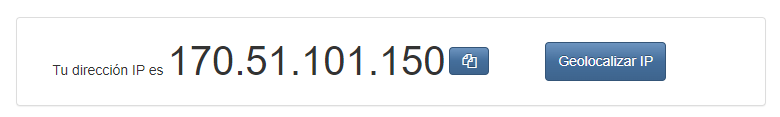 Tu dirección IP es 170.51.101.150 Geolocalizar IP